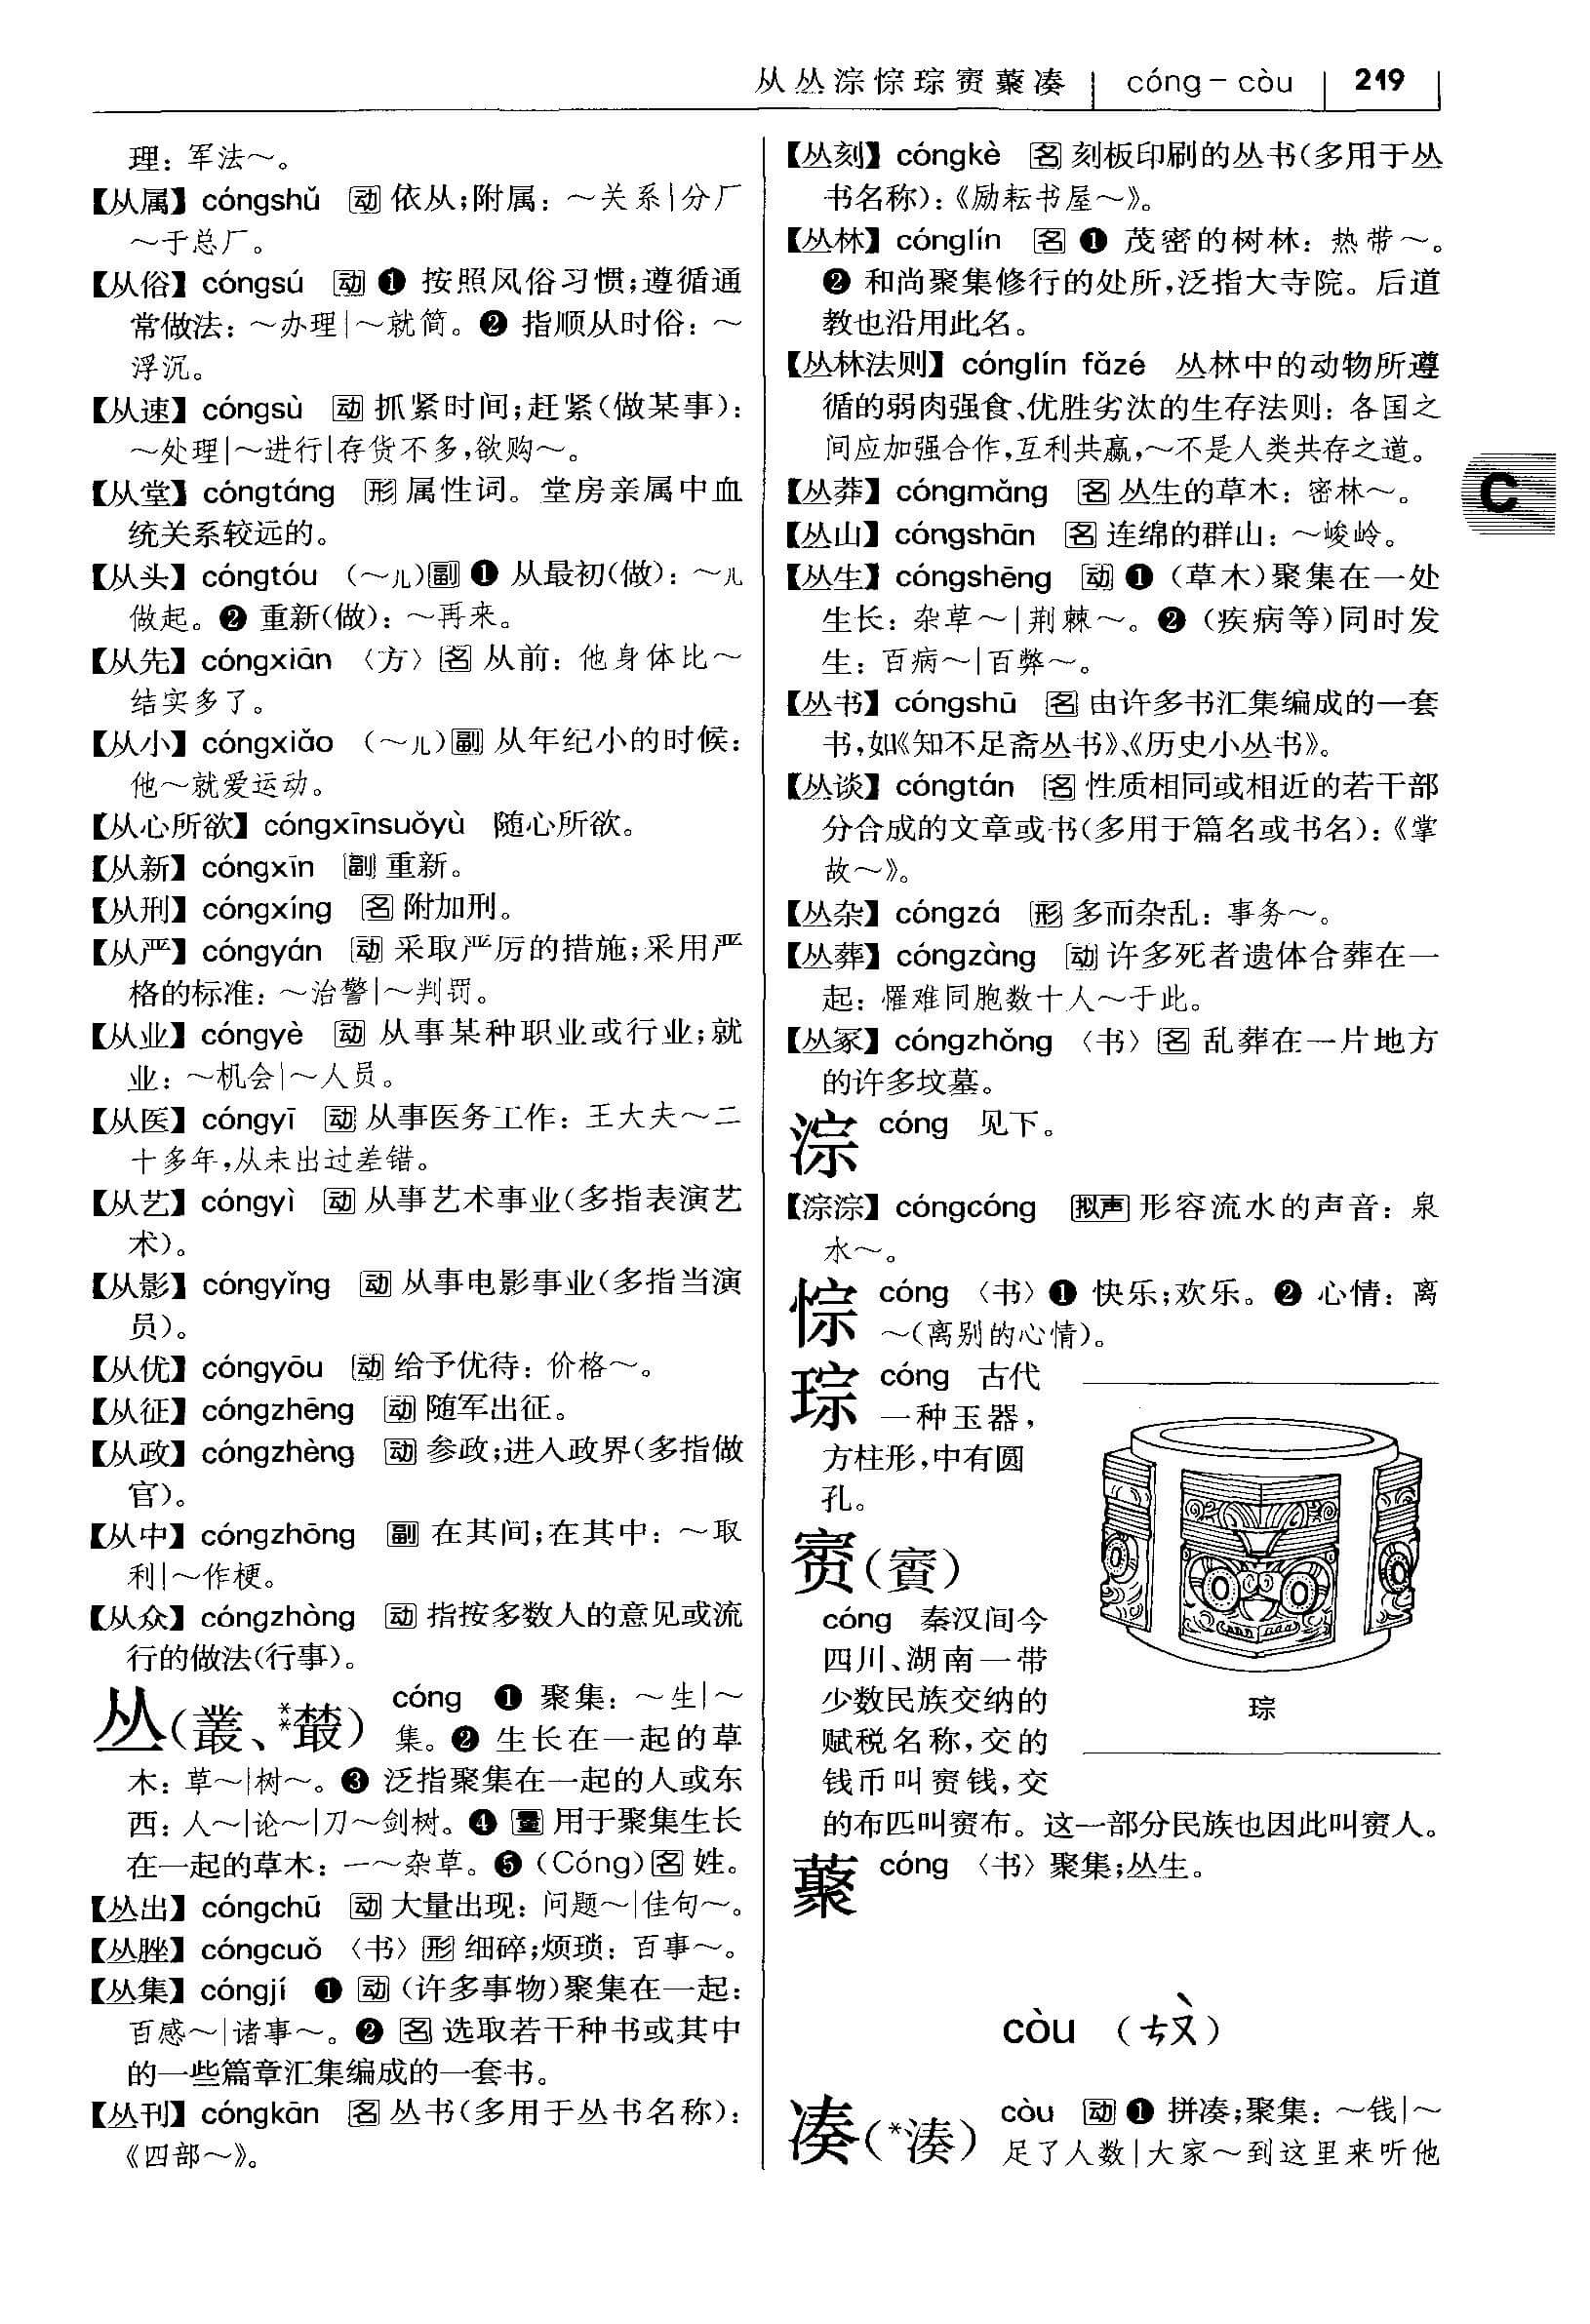 从丛淙悰琮賨藂凑 cóng – còu 219
理：军法～。
【从属】cóngshǔ 动 依从;附属：～关系|分厂
～于总厂。
【从俗】cóngsú 动 ❶ 按照风俗习惯;遵循通
常做法：～办理|～就简。❷ 指顺从时俗：～
浮沉。
【从速】cóngsù 动 抓紧时间;赶紧(做某事)：
～处理|～进行|存货不多,欲购～。
【从堂】cóngtáng 形 属性词。堂房亲属中血
统关系较远的。
【从头】cóngtóu (～儿)副 ❶ 从最初(做)：～儿
做起。❷ 重新(做)：～再来。
【从先】cóngxiān 〈方〉名 从前：他身体比～
结实多了。
【从小】cóngxiǎo (～儿)副 从年纪小的时候：
他～就爱运动。
【从心所欲】cóngxīnsuǒyù 随心所欲。
【从新】cóngxīn 副 重新。
【从刑】cóngxíng 名 附加刑。
【从严】cóngyán 动 采取严厉的措施;采用严
格的标准：～治警|～判罚。
【从业】cóngyè 动 从事某种职业或行业;就
业：～机会|～人员。
【从医】cóngyī 动 从事医务工作：王大夫～二
十多年,从未出过差错。
【从艺】cóngyì 动 从事艺术事业(多指表演艺
术)。
【从影】cóngyǐng 动 从事电影事业(多指当演
员)。
【从优】cóngyōu 动 给予优待：价格～。
【从征】cóngzhēng 动 随军出征。
【从政】cóngzhèng 动 参政;进入政界(多指做
官)。
【从中】cóngzhōng 副 在其间;在其中：～取
利|～作梗。
【从众】cóngzhòng 动 指按多数人的意见或流
行的做法(行事)。
丛(叢、**樷) cóng ❶ 聚集：～生|～
集。❷ 生长在一起的草
木：草～|树～。❸ 泛指聚集在一起的人或东
西：人～|论～|刀～剑树。❹ 量 用于聚集生长
在一起的草木：一～杂草。❺ (Cóng)名 姓。
【丛出】cóngchū 动 大量出现：问题～|佳句～。
【丛脞】cóngcuǒ 〈书〉形 细碎;烦琐：百事～。
【丛集】cóngjí ❶ 动 (许多事物)聚集在一起：
百感～|诸事～。❷ 名 选取若干种书或其中
的一些篇章汇集编成的一套书。
【丛刊】cóngkān 名 丛书(多用于丛书名称)：
《四部～》。
【丛刻】cóngkè 名 刻板印刷的丛书(多用于丛
书名称)：《励耘书屋～》。
【丛林】cónglín 名 ❶ 茂密的树林：热带～。
❷ 和尚聚集修行的处所,泛指大寺院。后道
教也沿用此名。
【丛林法则】cónglín fǎzé 丛林中的动物所遵
循的弱肉强食、优胜劣汰的生存法则：各国之
间应加强合作,互利共赢,～不是人类共存之道。
【丛莽】cóngmǎng 名 丛生的草木：密林～。
【丛山】cóngshān 名 连绵的群山：～峻岭。
【丛生】cóngshēng 动 ❶ (草木)聚集在一处
生长：杂草～|荆棘～。❷ (疾病等)同时发
生：百病～|百弊～。
【丛书】cóngshū 名 由许多书汇集编成的一套
书,如《知不足斋丛书》、《历史小丛书》。
【丛谈】cóngtán 名 性质相同或相近的若干部
分合成的文章或书(多用于篇名或书名)：《掌
故～》。
【丛杂】cóngzá 形 多而杂乱：事务～。
【丛葬】cóngzàng 动 许多死者遗体合葬在一
起：罹难同胞数十人～于此。
【丛冢】cóngzhǒng 〈书〉名 乱葬在一片地方
的许多坟墓。
淙 cóng 见下。
【淙淙】cóngcóng 拟声 形容流水的声音：泉
水～。
悰 cóng 〈书〉❶ 快乐;欢乐。❷ 心情：离
～(离别的心情)。
琮 cóng 古代
一种玉器,
方柱形,中有圆
孔。
琮
賨(賨)
cóng 秦汉间今
四川、湖南一带
少数民族交纳的
赋税名称,交的
钱币叫賨钱,交
的布匹叫賨布。这一部分民族也因此叫賨人。
藂 cóng 〈书〉聚集;丛生。
còu (ㄘㄡˋ)
凑(*湊) còu 动 ❶ 拼凑;聚集：～钱|～
足了人数|大家～到这里来听他
C